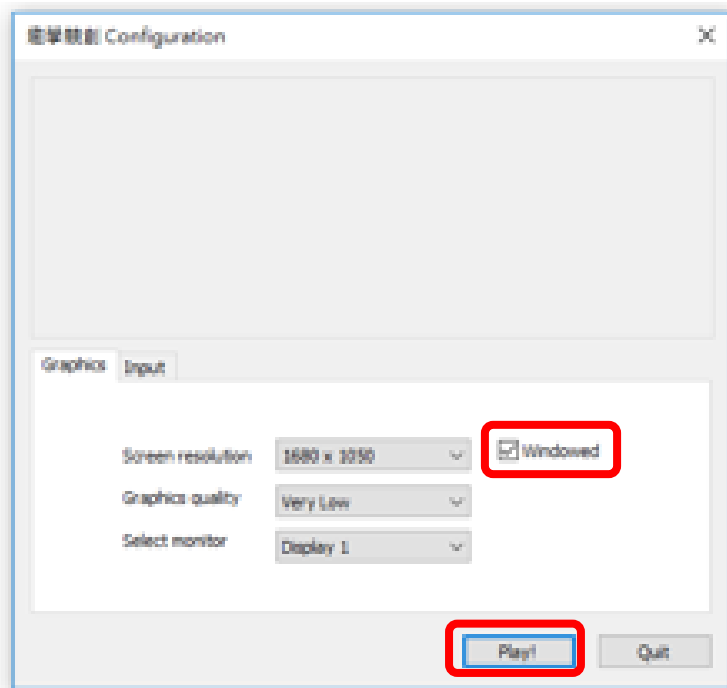 Configuration
Graphics Input
Screen resolution 1680 x 1050 Windowed
Graphics quality Very Low
Select monitor Display 1
Play! Quit